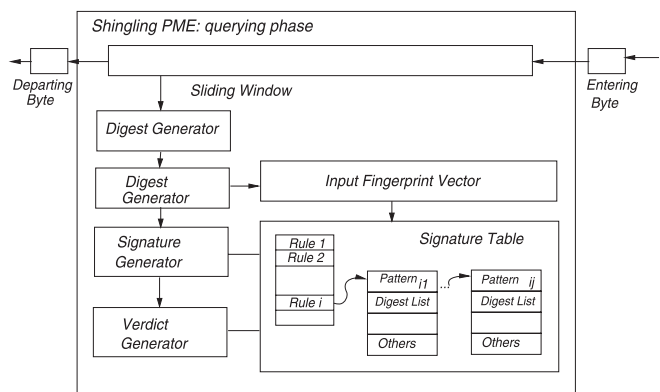 Shingling PME: querying phase
Departing
Byte
Sliding Window
Entering
Byte
Digest Generator
Digest
Generator
Input Fingerprint Vector
Signature
Generator
Signature Table
Rule 1
Rule 2
Rule i
Pattern i1
...
Pattern ij
Digest List
Digest List
Others
Others
Verdict
Generator